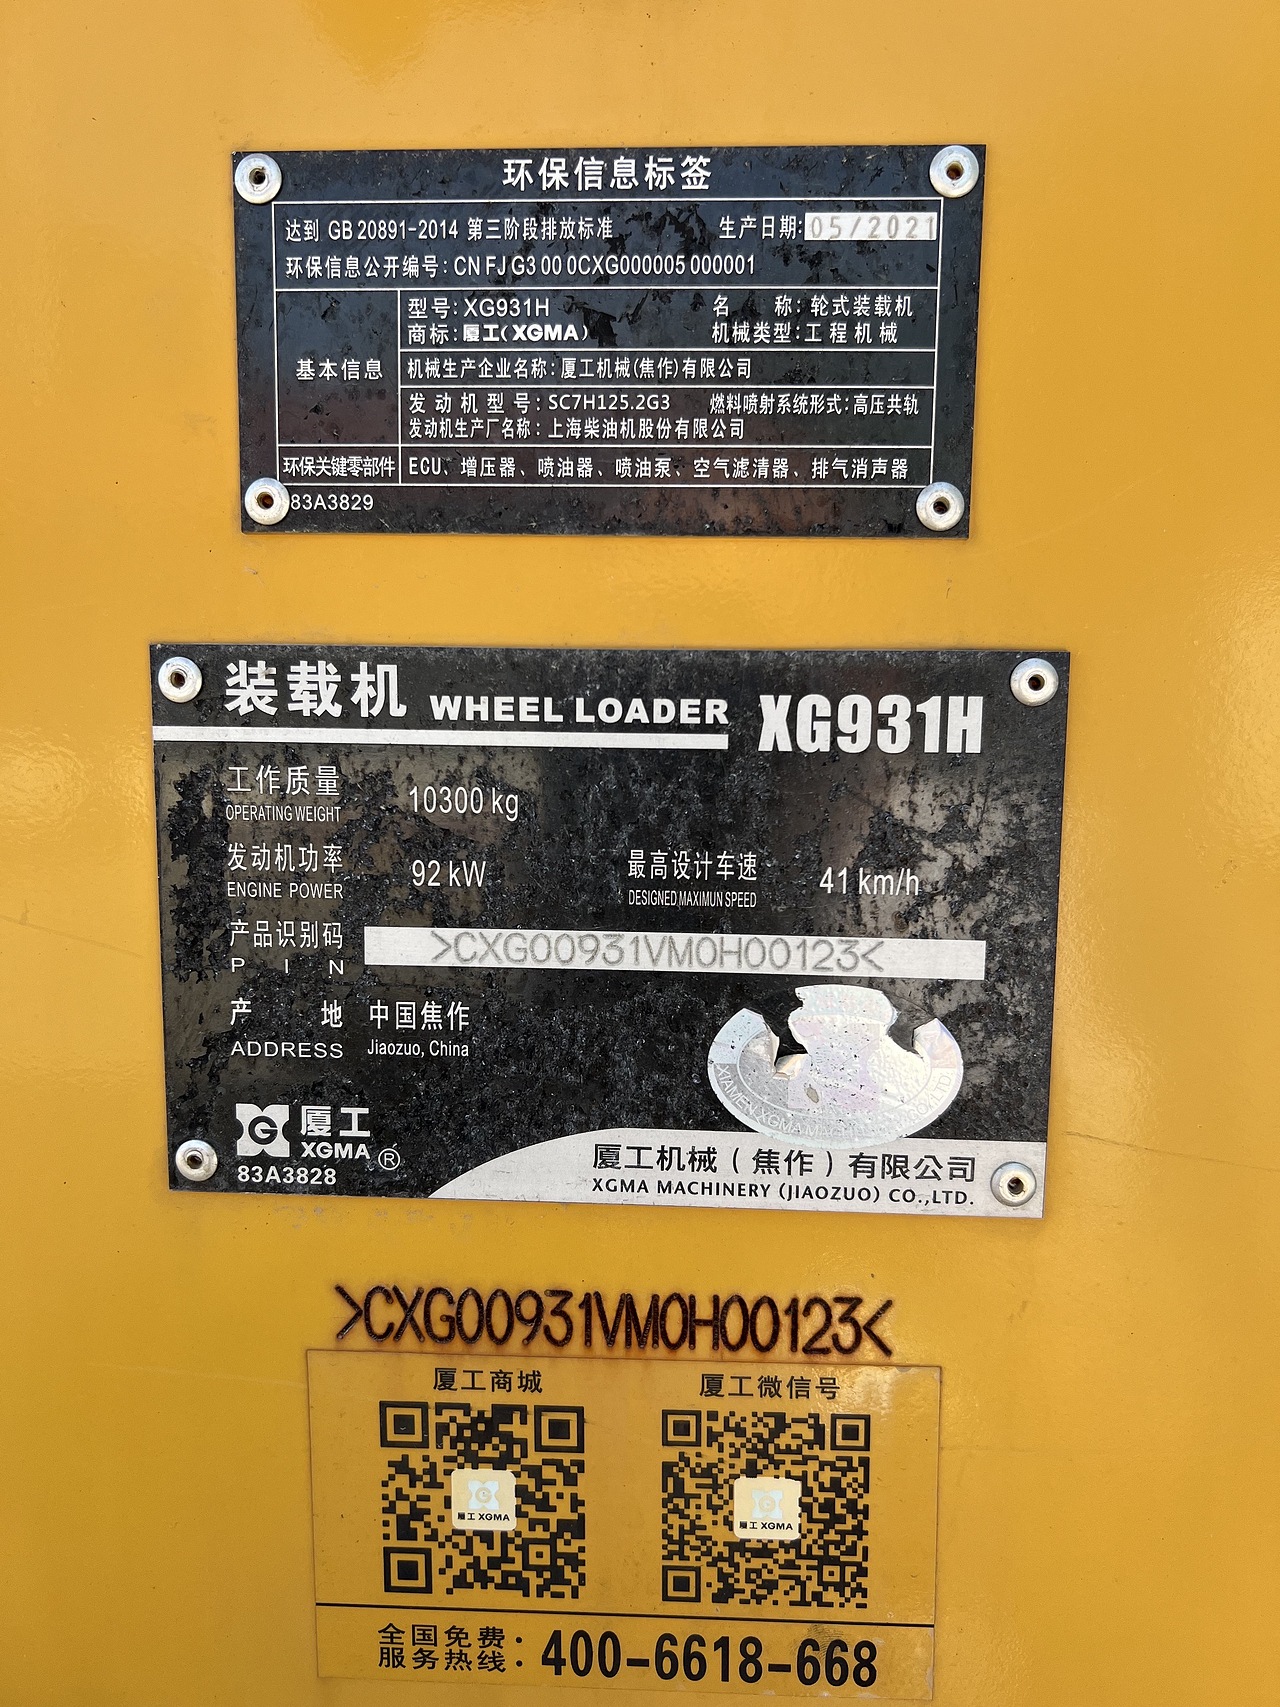 环保信息标签
达到 GB 20891-2014 第三阶段排放标准 生产日期: 05/2021
环保信息公开编号: CN FJ G3 00 0CXG000005 000001
基本信息
型号: XG931H 名 称: 轮式装载机
商标: 厦工(XGMA) 机械类型: 工程机械
机械生产企业名称: 厦工机械(焦作)有限公司
发动机型号: SC7H125.2G3 燃料喷射系统形式: 高压共轨
发动机生产厂名称: 上海柴油机股份有限公司
环保关键零部件 ECU、增压器、喷油器、喷油泵、空气滤清器、排气消声器
83A3829
装载机 WHEEL LOADER XG931H
工作质量 10300 kg
OPERATING WEIGHT
发动机功率 92 kW 最高设计车速 41 km/h
ENGINE POWER DESIGNED MAXIMUN SPEED
产品识别码 >CXG00931VM0H00123<
P I N
产 地 中国焦作
ADDRESS Jiaozuo, China
XIAMEN XGMA
厦工
XGMA ®
83A3828
厦工机械(焦作)有限公司
XGMA MACHINERY (JIAOZUO) CO.,LTD.
>CXG00931VM0H00123<
厦工商城 厦工微信号
厦工 XGMA 厦工 XGMA
全国免费
服务热线: 400-6618-668